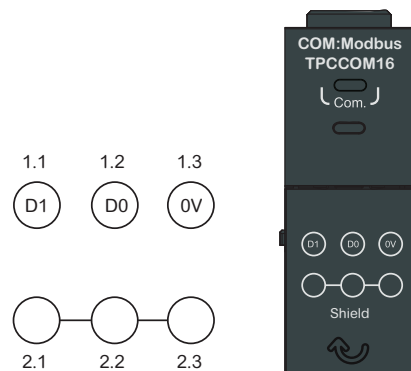 COM:Modbus
TPCCOM16
Com.
1.1 1.2 1.3
D1 D0 0V
2.1 2.2 2.3
D1 D0 0V
Shield